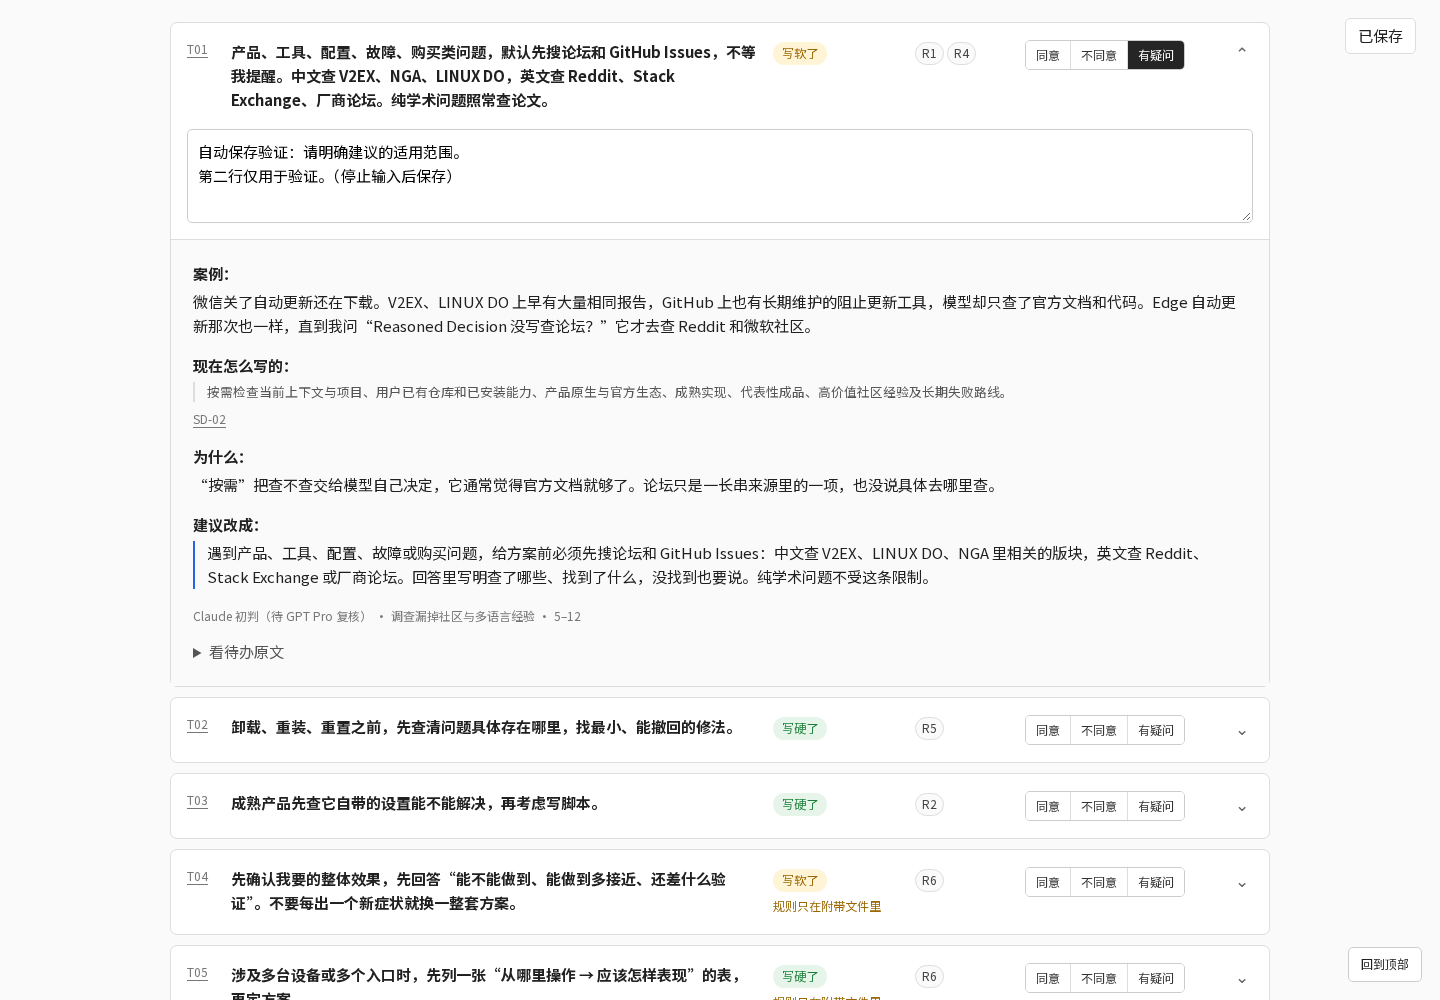 已保存
T01
产品、工具、配置、故障、购买类问题，默认先搜论坛和 GitHub Issues，不等
我提醒。中文查 V2EX、NGA、LINUX DO，英文查 Reddit、Stack
Exchange、厂商论坛。纯学术问题照常查论文。
写软了
R1 R4
同意 不同意 有疑问
自动保存验证：请明确建议的适用范围。
第二行仅用于验证。（停止输入后保存）
案例：
微信关了自动更新还在下载。V2EX、LINUX DO 上早有大量相同报告，GitHub 上也有长期维护的阻止更新工具，模型却只查了官方文档和代码。Edge 自动更
新那次也一样，直到我问“Reasoned Decision 没写查论坛？”它才去查 Reddit 和微软社区。
现在怎么写的：
按需检查当前上下文与项目、用户已有仓库和已安装能力、产品原生与官方生态、成熟实现、代表性成品、高价值社区经验及长期失败路线。
SD-02
为什么：
“按需”把查不查交给模型自己决定，它通常觉得官方文档就够了。论坛只是一长串来源里的一项，也没说具体去哪里查。
建议改成：
遇到产品、工具、配置、故障或购买问题，给方案前必须先搜论坛和 GitHub Issues：中文查 V2EX、LINUX DO、NGA 里相关的版块，英文查 Reddit、
Stack Exchange 或厂商论坛。回答里写明查了哪些、找到了什么，没找到也要说。纯学术问题不受这条限制。
Claude 初判（待 GPT Pro 复核） • 调查漏掉社区与多语言经验 • 5–12
▶ 看待办原文
T02
卸载、重装、重置之前，先查清问题具体存在哪里，找最小、能撤回的修法。
写硬了
R5
同意 不同意 有疑问
T03
成熟产品先查它自带的设置能不能解决，再考虑写脚本。
写硬了
R2
同意 不同意 有疑问
T04
先确认我要的整体效果，先回答“能不能做到、能做到多接近、还差什么验
证”。不要每出一个新症状就换一整套方案。
写软了
规则只在附带文件里
R6
同意 不同意 有疑问
T05
涉及多台设备或多个入口时，先列一张“从哪里操作 → 应该怎样表现”的表，
再定方案
写硬了
规则只在附带文件里
R6
同意 不同意 有疑问
回到顶部